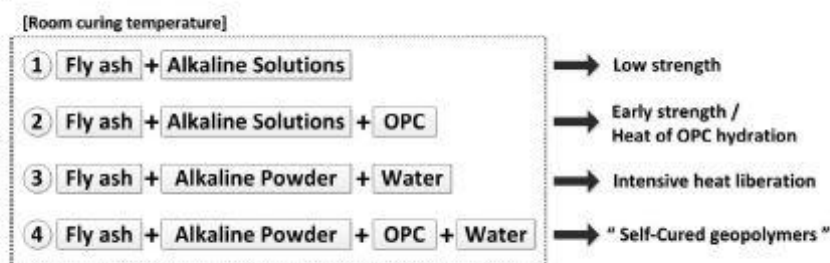 [Room curing temperature]
1 Fly ash + Alkaline Solutions Low strength
2 Fly ash + Alkaline Solutions + OPC Early strength /
Heat of OPC hydration
3 Fly ash + Alkaline Powder + Water Intensive heat liberation
4 Fly ash + Alkaline Powder + OPC + Water " Self-Cured geopolymers "